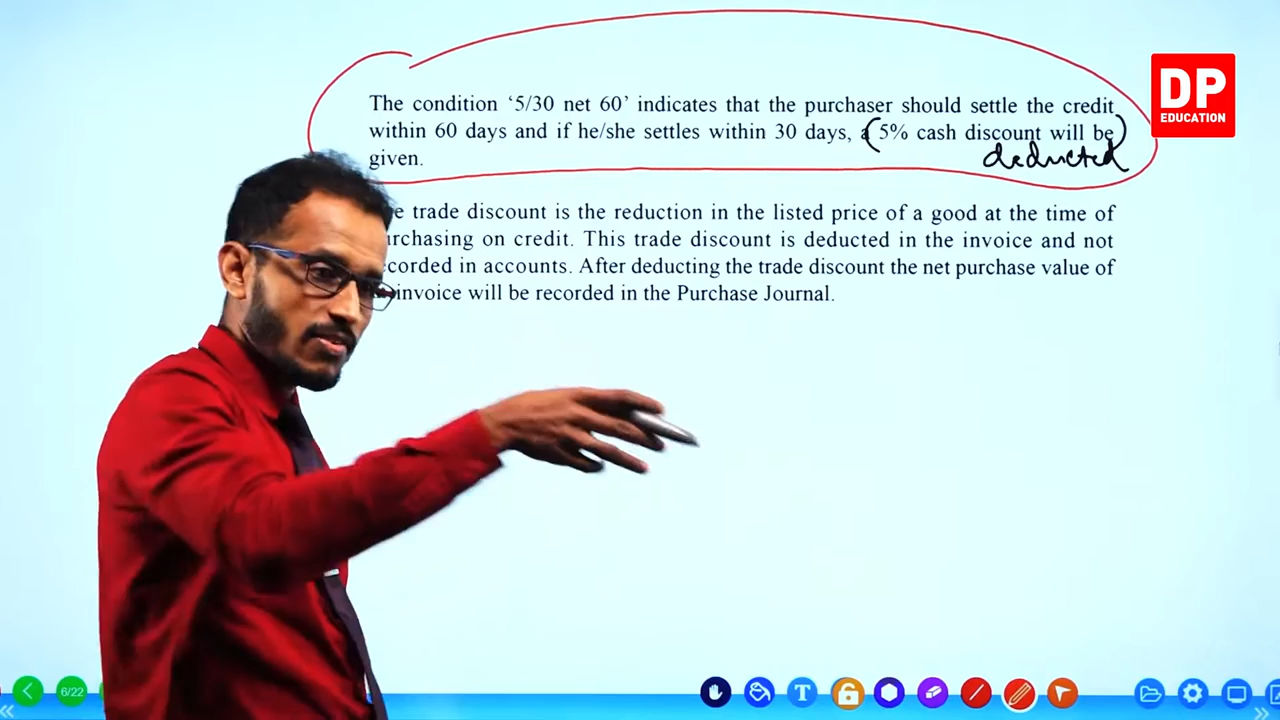 The condition ‘5/30 net 60’ indicates that the purchaser should settle the credit
within 60 days and if he/she settles within 30 days, (5% cash discount will be)
given. deducted
trade discount is the reduction in the listed price of a good at the time of
on credit. This trade discount is deducted in the invoice and not
in accounts. After deducting the trade discount the net purchase value of
invoice will be recorded in the Purchase Journal.
DP
EDUCATION
6/22
T